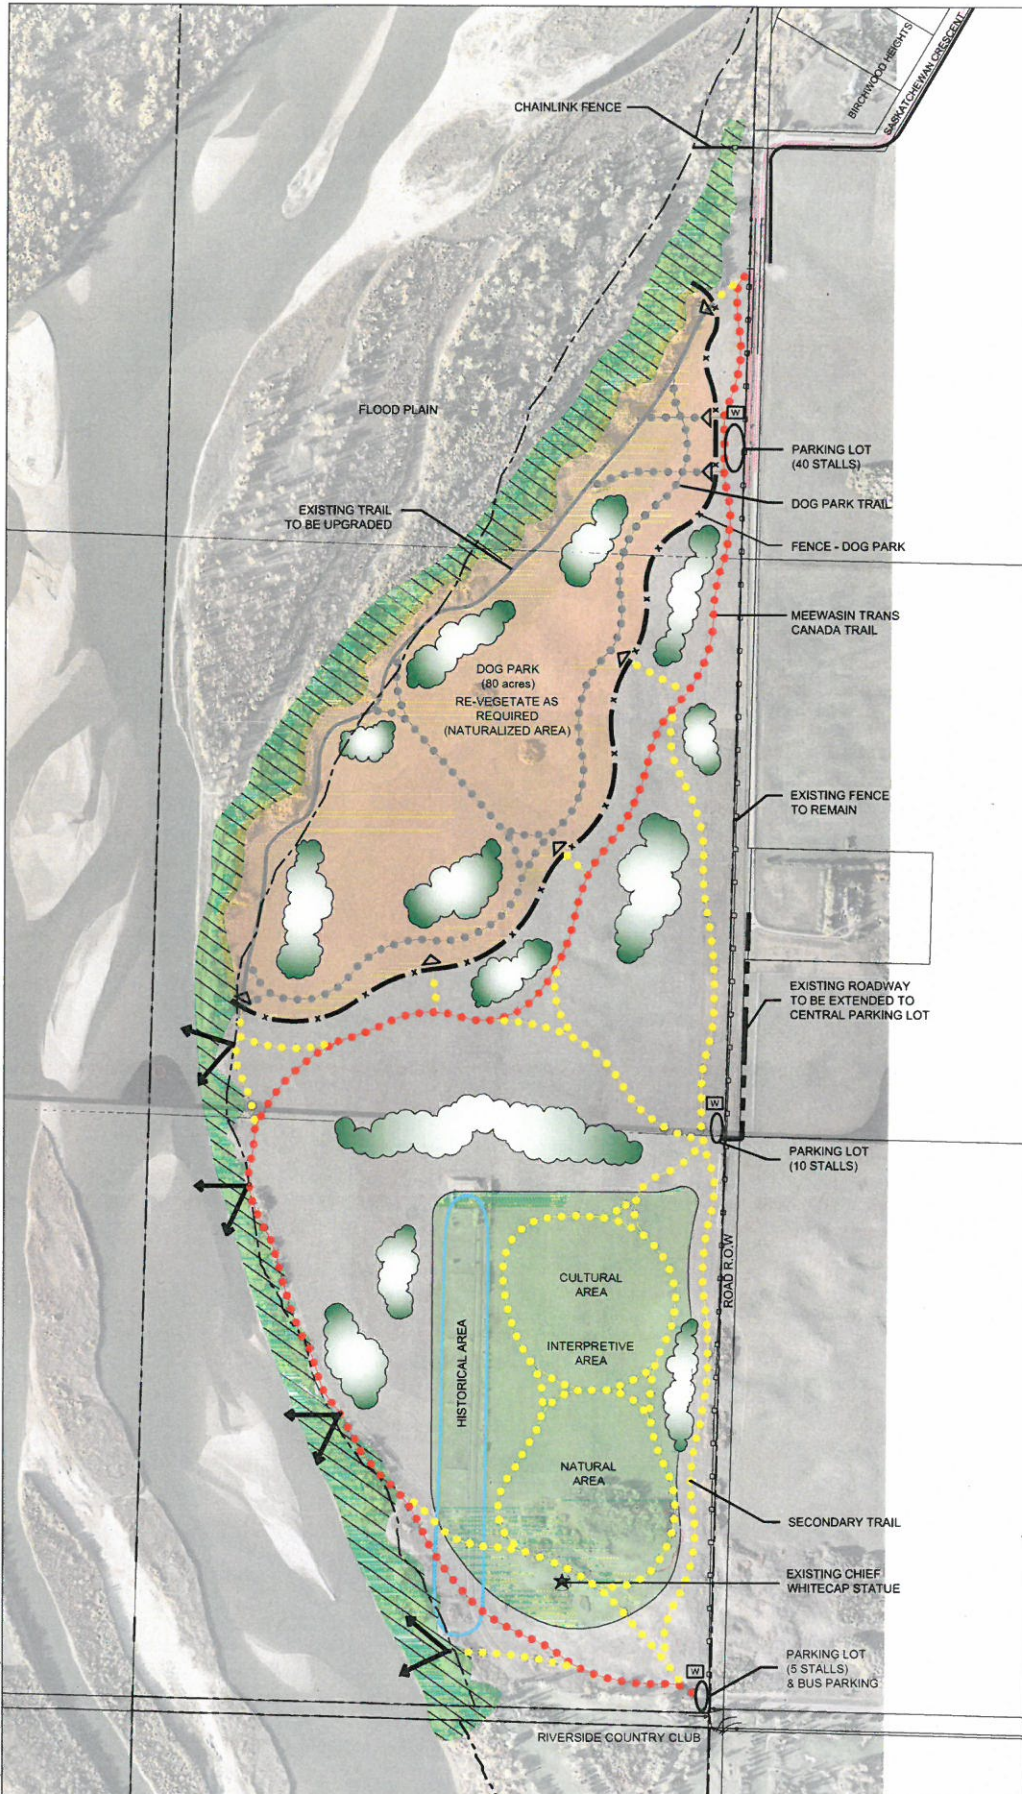 BIRCHWOOD HEIGHTS
SASKATCHEWAN CRESCENT
CHAINLINK FENCE
FLOOD PLAIN
W
PARKING LOT
(40 STALLS)
EXISTING TRAIL
TO BE UPGRADED
DOG PARK TRAIL
FENCE - DOG PARK
MEEWASIN TRANS
CANADA TRAIL
DOG PARK
(80 acres)
RE-VEGETATE AS
REQUIRED
(NATURALIZED AREA)
EXISTING FENCE
TO REMAIN
EXISTING ROADWAY
TO BE EXTENDED TO
CENTRAL PARKING LOT
W
PARKING LOT
(10 STALLS)
ROAD R.O.W
CULTURAL
AREA
HISTORICAL AREA
INTERPRETIVE
AREA
NATURAL
AREA
SECONDARY TRAIL
EXISTING CHIEF
WHITECAP STATUE
W
PARKING LOT
(5 STALLS)
& BUS PARKING
RIVERSIDE COUNTRY CLUB